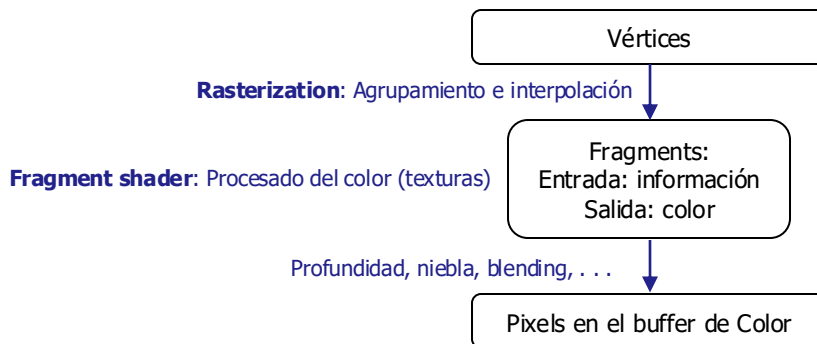 Vértices
Rasterization: Agrupamiento e interpolación
Fragments:
Fragment shader: Procesado del color (texturas)
Entrada: información
Salida: color
Profundidad, niebla, blending, . . .
Pixels en el buffer de Color